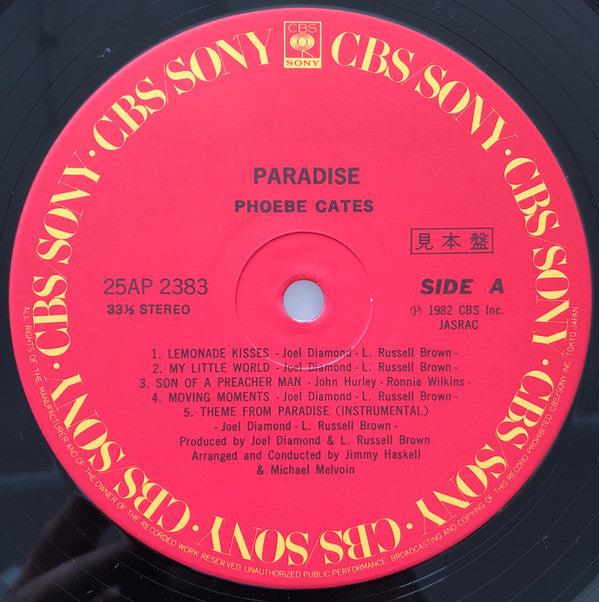 CBS/SONY · CBS/SONY · CBS/SONY · CBS/SONY · CBS/SONY · CBS/SONY · CBS/SONY · CBS/SONY
CBS
SONY
PARADISE
PHOEBE CATES
見本盤
25AP 2383
33⅓ STEREO
SIDE A
Ⓟ 1982 CBS Inc.
JASRAC
1. LEMONADE KISSES - Joel Diamond - L. Russell Brown -
2. MY LITTLE WORLD - Joel Diamond - L. Russell Brown -
3. SON OF A PREACHER MAN - John Hurley - Ronnie Wilkins -
4. MOVING MOMENTS - Joel Diamond - L. Russell Brown -
5. THEME FROM PARADISE (INSTRUMENTAL)
- Joel Diamond - L. Russell Brown -
Produced by Joel Diamond & L. Russell Brown
Arranged and Conducted by Jimmy Haskell
& Michael Melvoin
ALL RIGHTS OF THE MANUFACTURER AND OF THE OWNER OF THE RECORDED WORK RESERVED. UNAUTHORIZED PUBLIC PERFORMANCE, BROADCASTING AND COPYING OF THIS RECORD PROHIBITED. CBS/SONY INC. TOKYO JAPAN